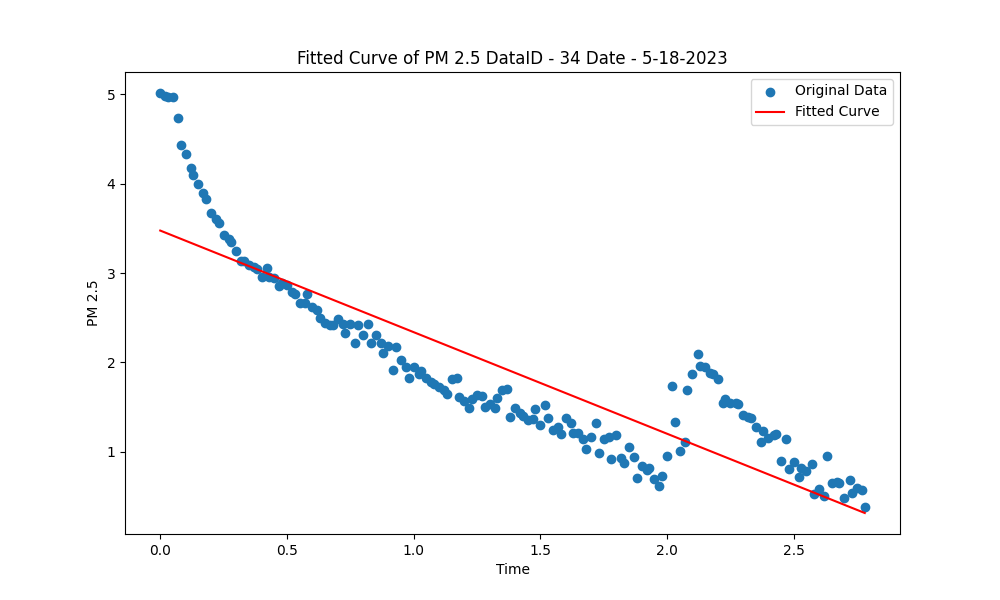 Fitted Curve of PM 2.5 DataID - 34 Date - 5-18-2023
Original Data
Fitted Curve
5
4
3
2
1
PM 2.5
0.0 0.5 1.0 1.5 2.0 2.5
Time